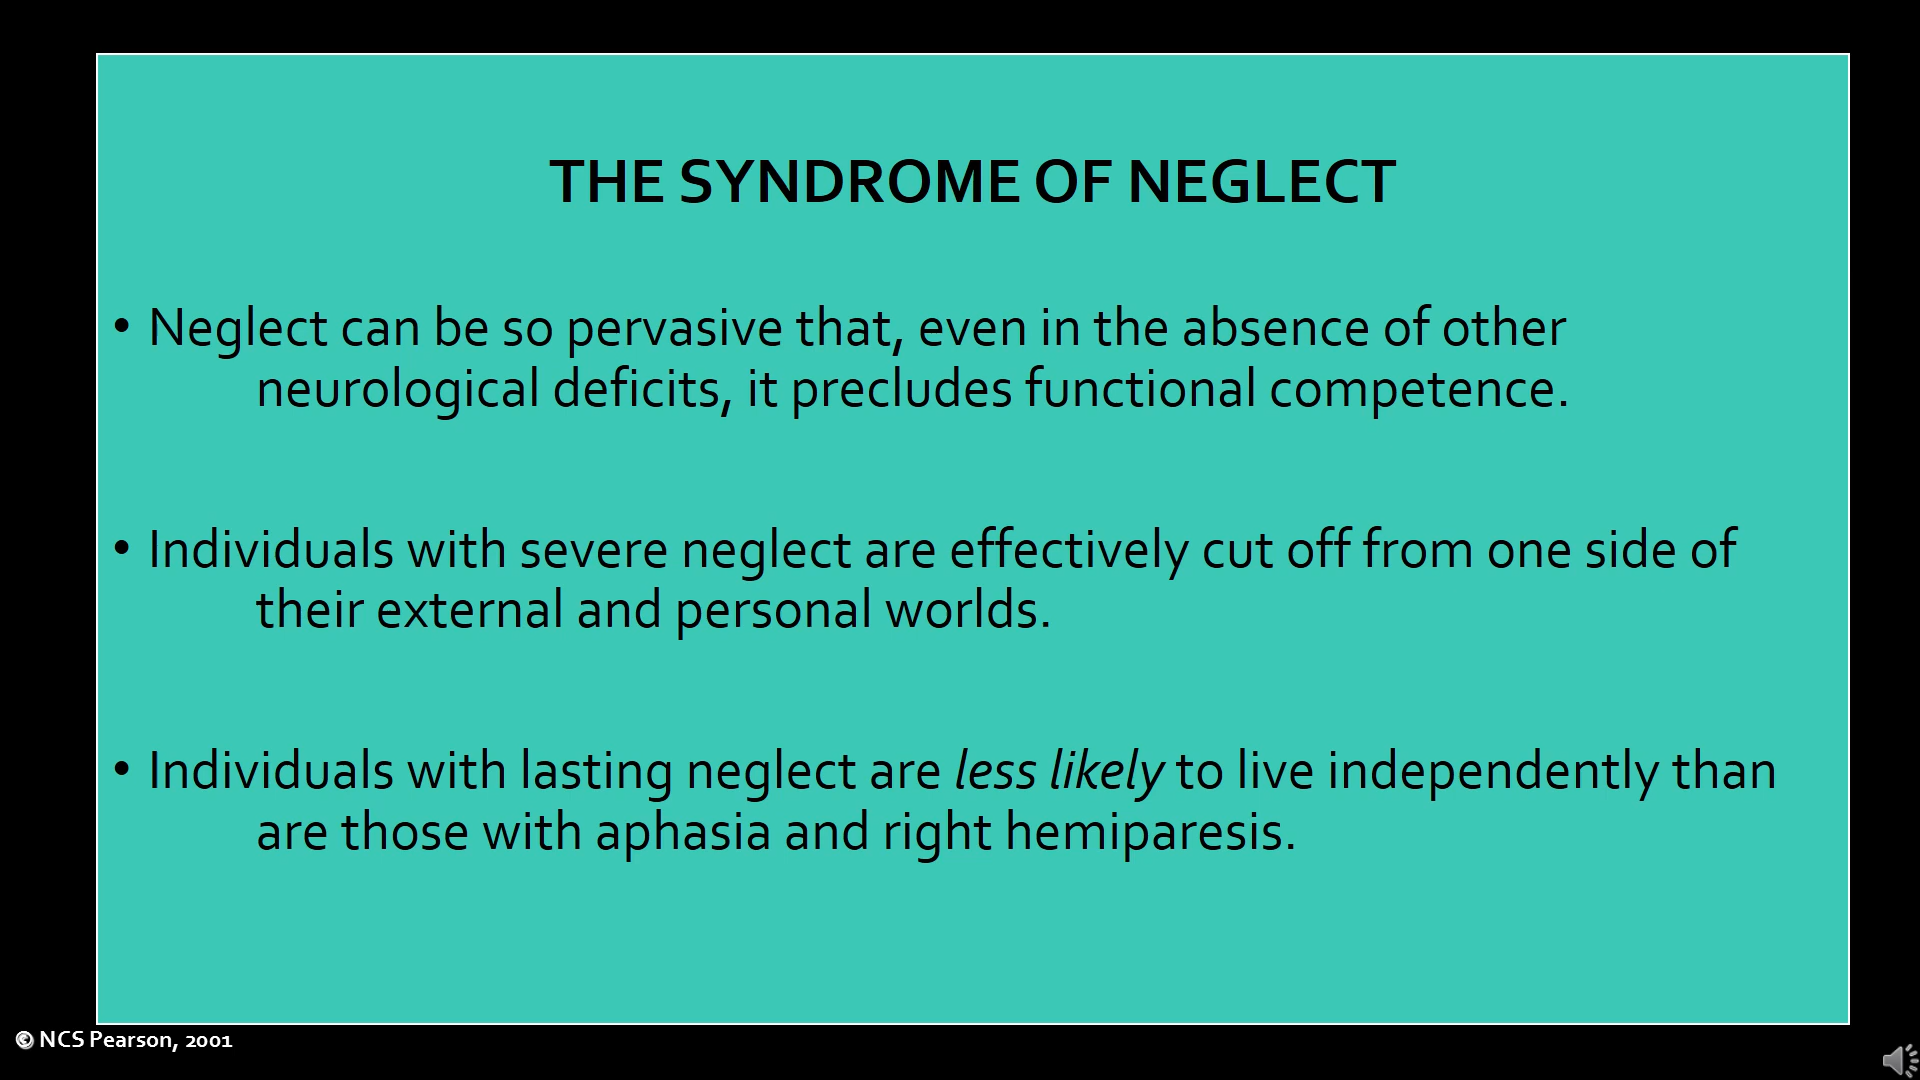 THE SYNDROME OF NEGLECT
• Neglect can be so pervasive that, even in the absence of other
neurological deficits, it precludes functional competence.
• Individuals with severe neglect are effectively cut off from one side of
their external and personal worlds.
• Individuals with lasting neglect are less likely to live independently than
are those with aphasia and right hemiparesis.
© NCS Pearson, 2001